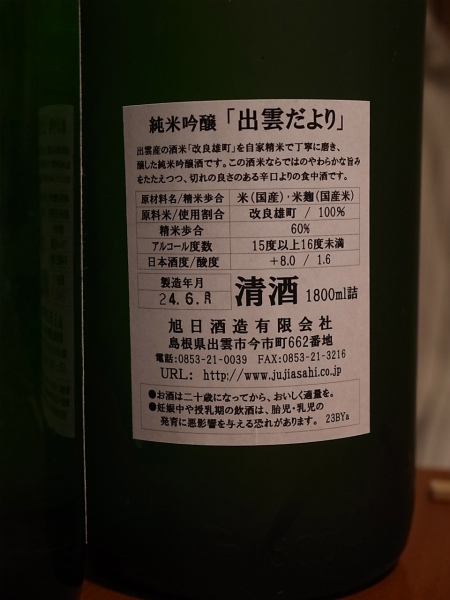 純米吟醸「出雲だより」
出雲産の酒米「改良雄町」を自家精米で丁寧に磨き、
醸した純米吟醸酒です。この酒米ならではのやわらかな旨み
をたたえつつ、切れの良さのある辛口よりの食中酒です。
原材料名/精米歩合 米(国産)・米麹(国産米)
原料米/使用割合 改良雄町 / 100%
精米歩合 60%
アルコール度数 15度以上16度未満
日本酒度/酸度 +8.0 / 1.6
製造年月
24.6.月 清酒 1800ml詰
旭日酒造有限会社
島根県出雲市今市町662番地
電話:0853-21-0039 FAX:0853-21-3216
URL: http://www.jujiasahi.co.jp
●お酒は二十歳になってから、おいしく適量を。
●妊娠中や授乳期の飲酒は、胎児・乳児の
発育に悪影響を与える恐れがあります。 23BYa